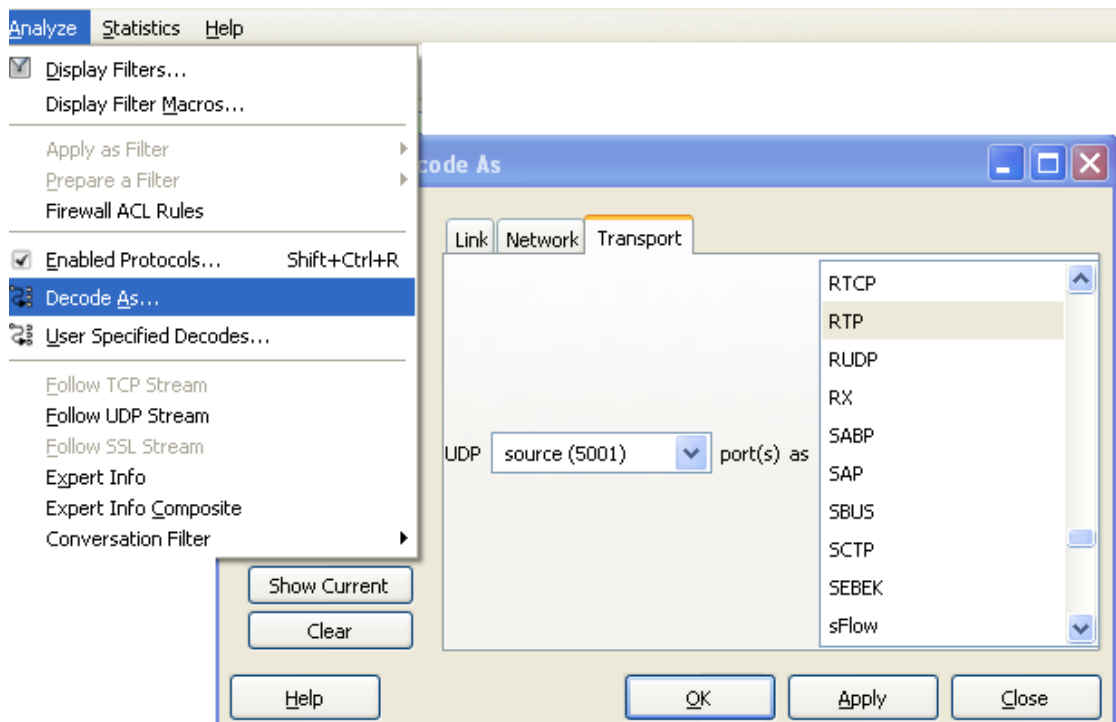 Analyze Statistics Help
Display Filters...
Display Filter Macros...
Apply as Filter
Prepare a Filter
Firewall ACL Rules
Enabled Protocols... Shift+Ctrl+R
Decode As...
User Specified Decodes...
Follow TCP Stream
Follow UDP Stream
Follow SSL Stream
Expert Info
Expert Info Composite
Conversation Filter
code As
Link Network Transport
UDP source (5001) port(s) as
RTCP
RTP
RUDP
RX
SABP
SAP
SBUS
SCTP
SEBEK
sFlow
Show Current
Clear
Help OK Apply Close